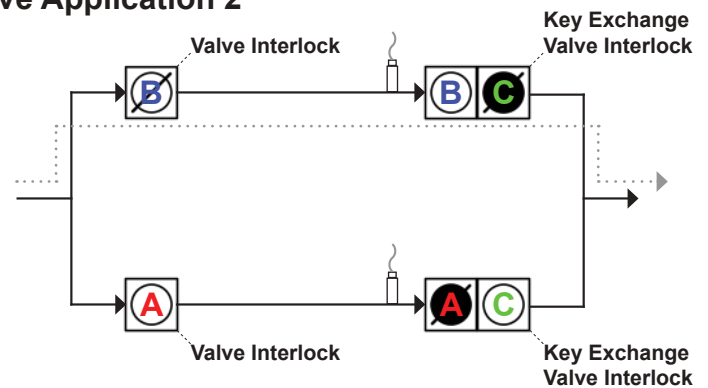 ve Application 2
Key Exchange
Valve Interlock
Valve Interlock
B
B C
A
A C
Valve Interlock
Key Exchange
Valve Interlock